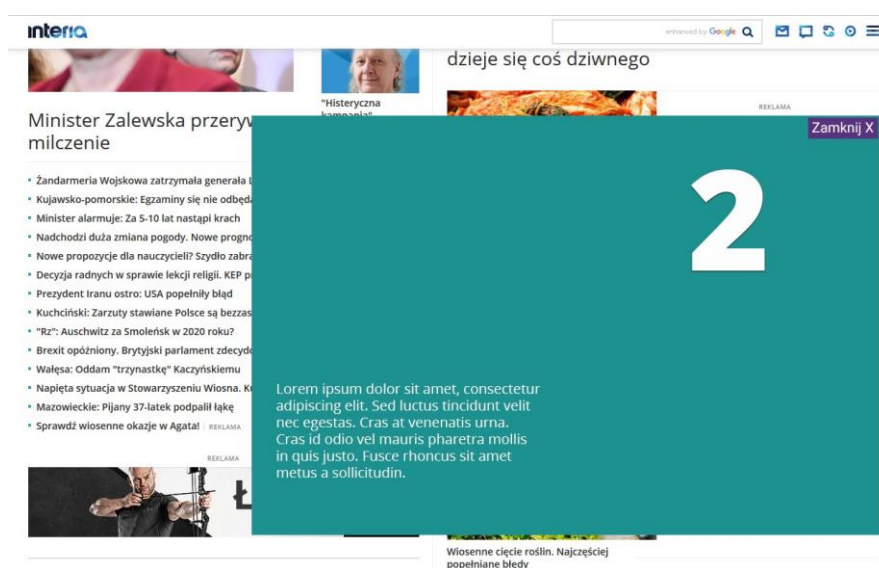 interia
enhanced by Google
dzieje się coś dziwnego
"Histeryczna
kampania"
REKLAMA
Minister Zalewska przeryw
milczenie
Zamknij X
2
Żandarmeria Wojskowa zatrzymała generała
Kujawsko-pomorskie: Egzaminy się nie odbęd
Minister alarmuje: Za 5-10 lat nastąpi krach
Nadchodzi duża zmiana pogody. Nowe progno
Nowe propozycje dla nauczycieli? Szydło zabra
Decyzja radnych w sprawie lekcji religii. KEP p
Prezydent Iranu ostro: USA popełniły błąd
Kuchciński: Zarzuty stawiane Polsce są bezzas
"Rz": Auschwitz za Smoleńsk w 2020 roku?
Brexit opóźniony. Brytyjski parlament zdecydo
Wałęsa: Oddam "trzynastkę" Kaczyńskiemu
Napięta sytuacja w Stowarzyszeniu Wiosna. K
Mazowieckie: Pijany 37-latek podpalił łąkę
Sprawdź wiosenne okazje w Agata! | REKLAMA
Lorem ipsum dolor sit amet, consectetur
adipiscing elit. Sed luctus tincidunt velit
nec egestas. Cras at venenatis urna.
Cras id odio vel mauris pharetra mollis
in quis justo. Fusce rhoncus sit amet
metus a sollicitudin.
REKLAMA
Ł
Wiosenne cięcie roślin. Najczęściej
popełniane błędy